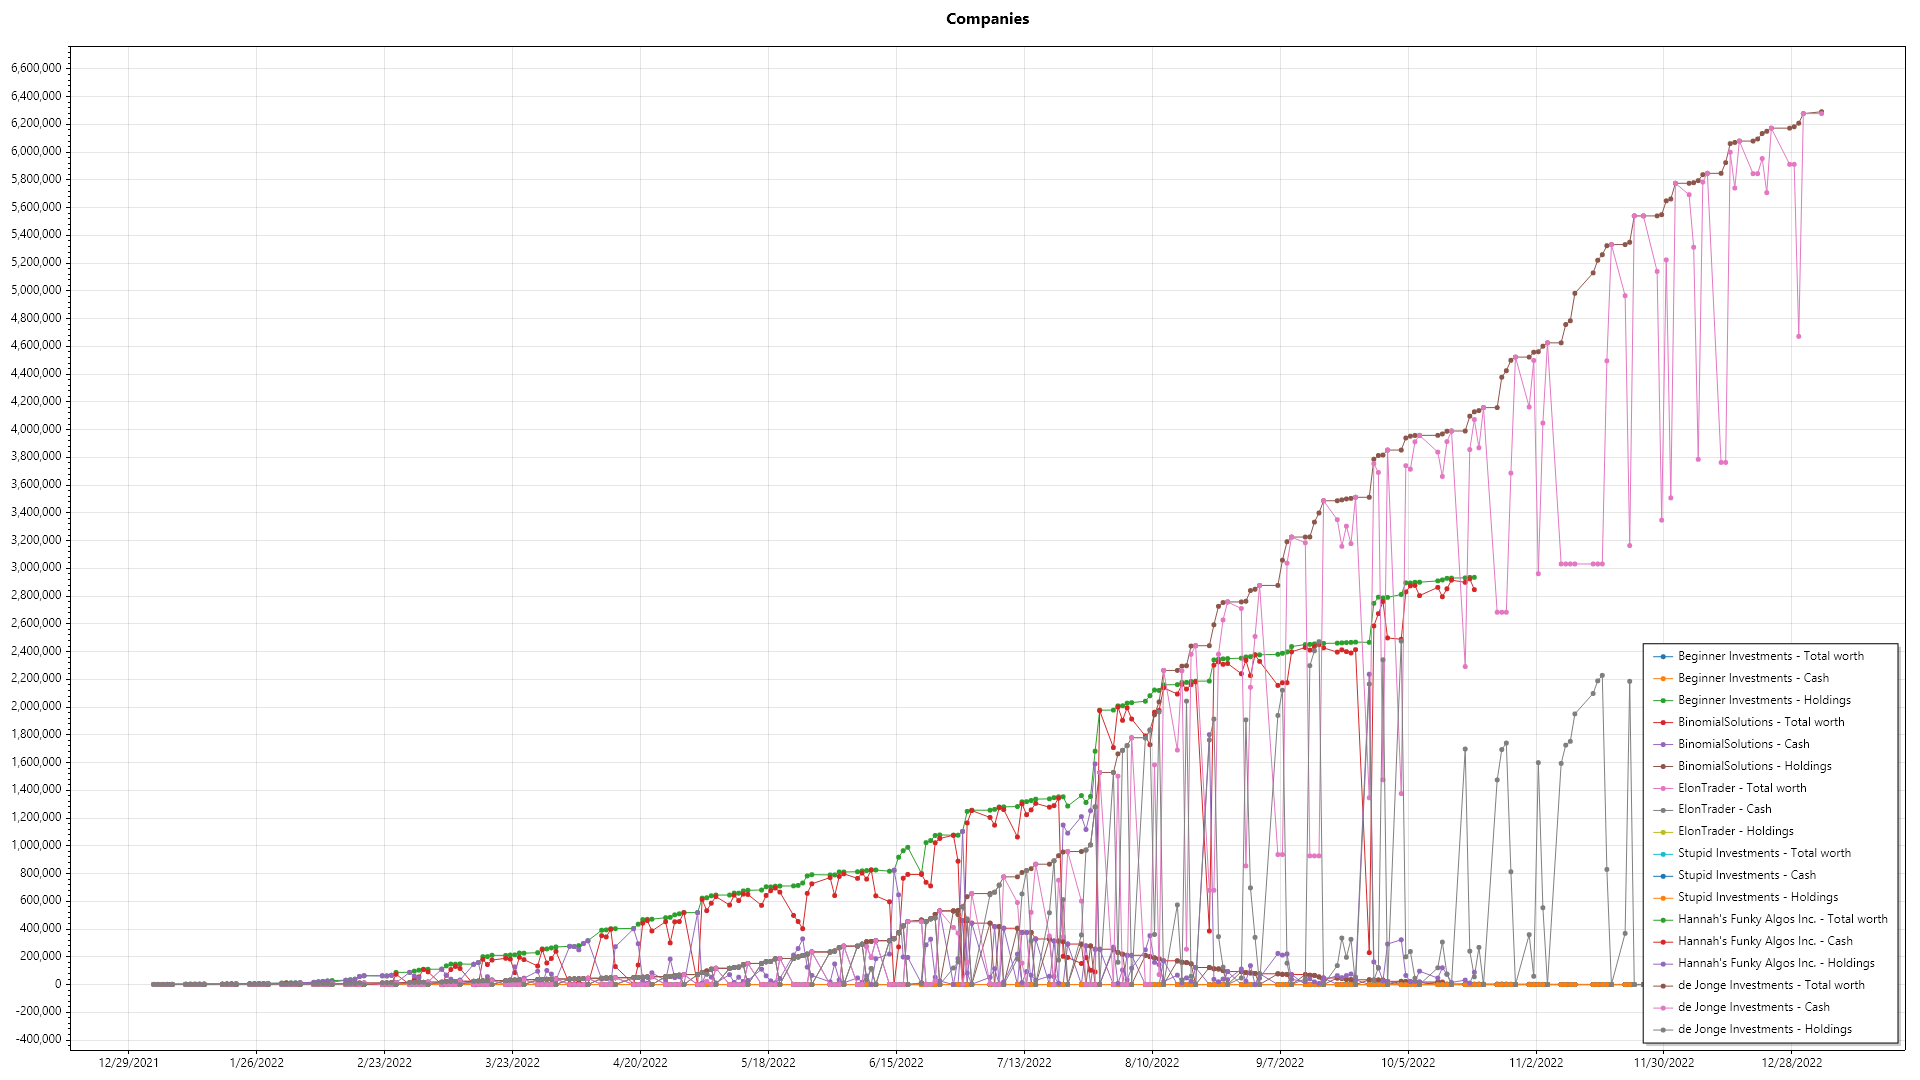 Companies
6,600,000
6,400,000
6,200,000
6,000,000
5,800,000
5,600,000
5,400,000
5,200,000
5,000,000
4,800,000
4,600,000
4,400,000
4,200,000
4,000,000
3,800,000
3,600,000
3,400,000
3,200,000
3,000,000
2,800,000
2,600,000
2,400,000
2,200,000
2,000,000
1,800,000
1,600,000
1,400,000
1,200,000
1,000,000
800,000
600,000
400,000
200,000
0
-200,000
-400,000
Beginner Investments - Total worth
Beginner Investments - Cash
Beginner Investments - Holdings
BinomialSolutions - Total worth
BinomialSolutions - Cash
BinomialSolutions - Holdings
ElonTrader - Total worth
ElonTrader - Cash
ElonTrader - Holdings
Stupid Investments - Total worth
Stupid Investments - Cash
Stupid Investments - Holdings
Hannah's Funky Algos Inc. - Total worth
Hannah's Funky Algos Inc. - Cash
Hannah's Funky Algos Inc. - Holdings
de Jonge Investments - Total worth
de Jonge Investments - Cash
de Jonge Investments - Holdings
12/29/2021 1/26/2022 2/23/2022 3/23/2022 4/20/2022 5/18/2022 6/15/2022 7/13/2022 8/10/2022 9/7/2022 10/5/2022 11/2/2022 11/30/2022 12/28/2022